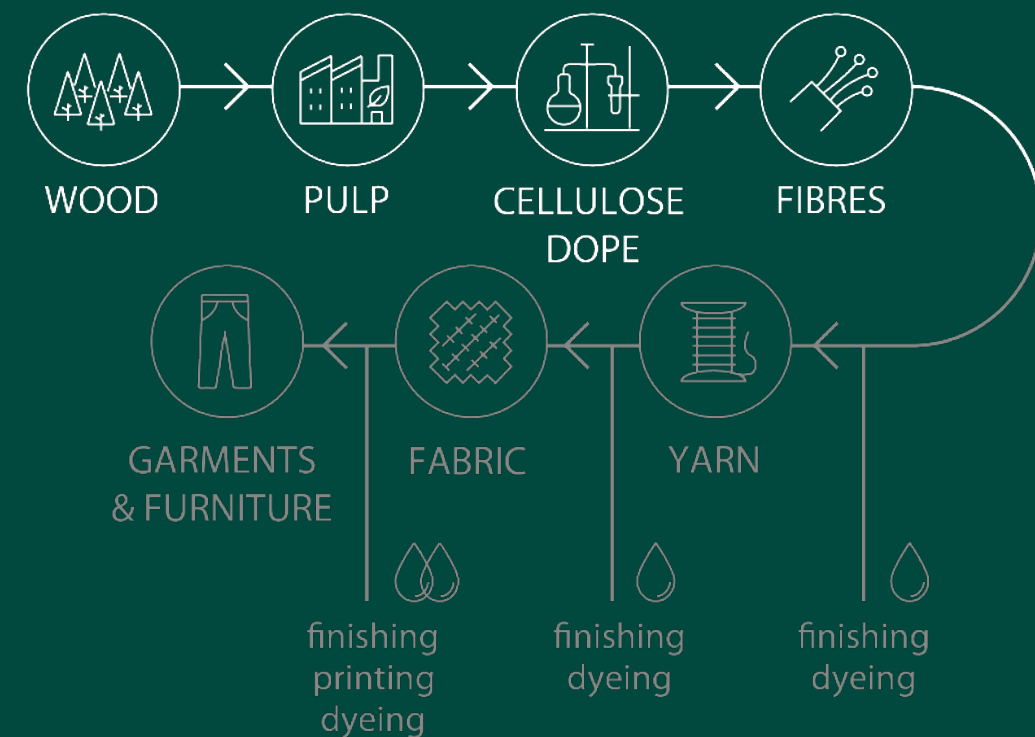 WOOD
PULP
CELLULOSE
DOPE
FIBRES
YARN
FABRIC
GARMENTS
& FURNITURE
finishing
dyeing
finishing
dyeing
finishing
printing
dyeing